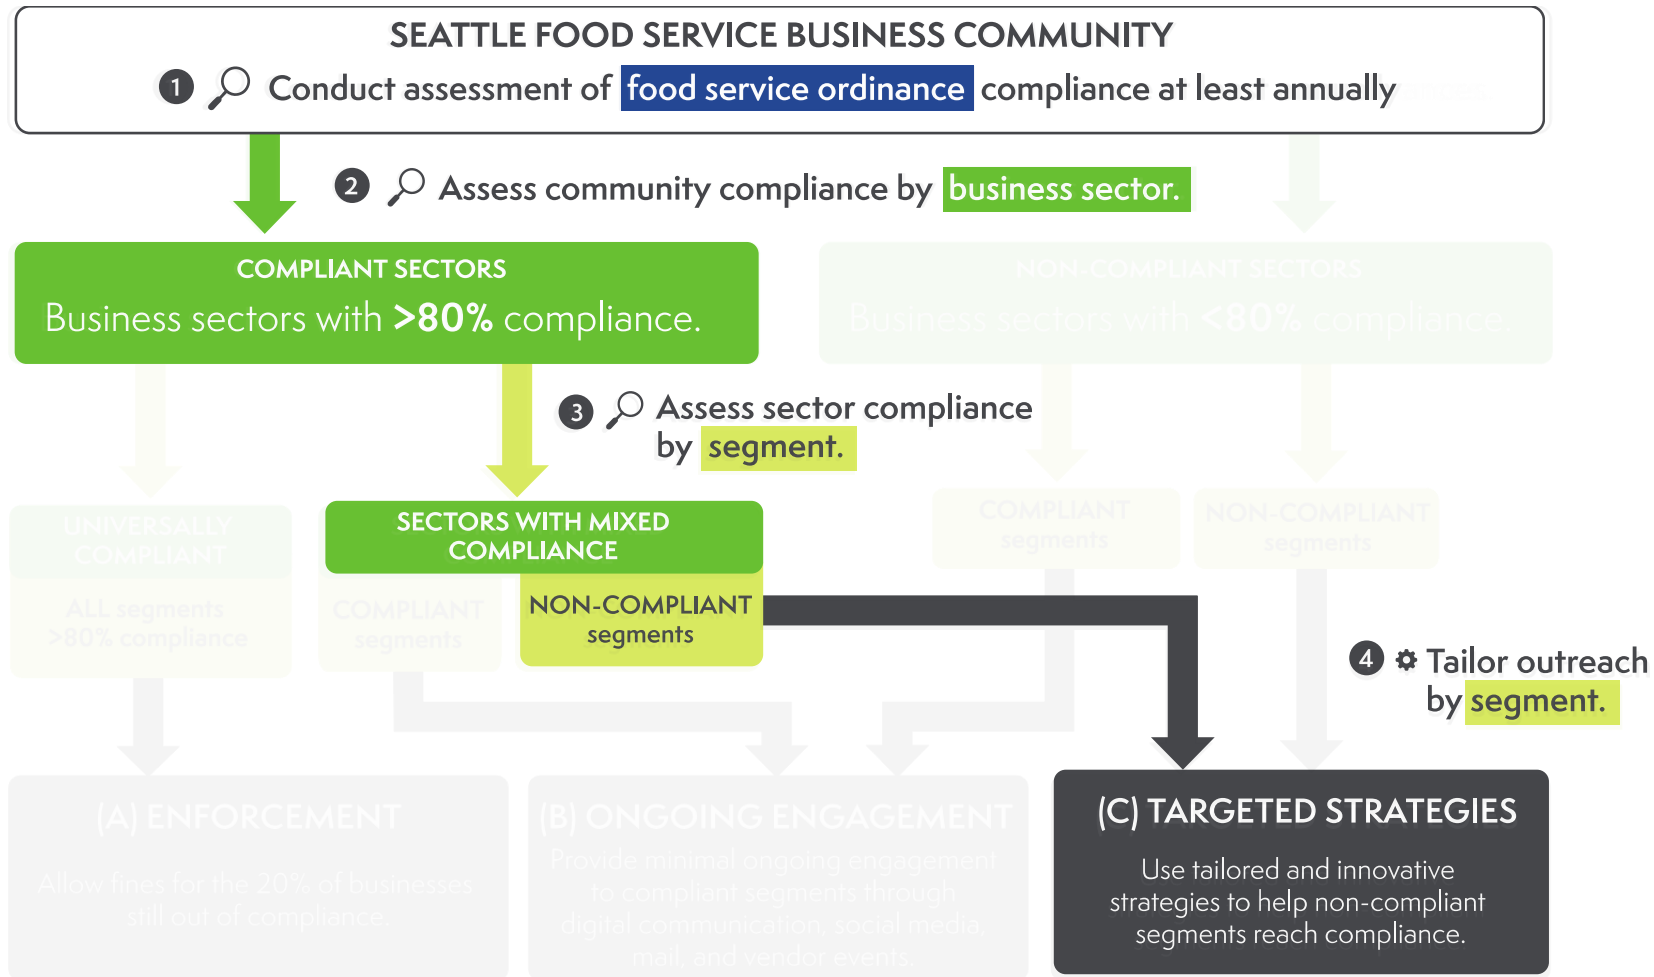 SEATTLE FOOD SERVICE BUSINESS COMMUNITY
1 Conduct assessment of food service ordinance compliance at least annually
2 Assess community compliance by business sector.
COMPLIANT SECTORS
Business sectors with >80% compliance.
NON-COMPLIANT SECTORS
Business sectors with <80% compliance.
3 Assess sector compliance
by segment.
UNIVERSALLY
COMPLIANT
ALL segments
>80% compliance
SECTORS WITH MIXED
COMPLIANCE
COMPLIANT
segments
NON-COMPLIANT
segments
COMPLIANT
segments
NON-COMPLIANT
segments
4 Tailor outreach
by segment.
(A) ENFORCEMENT
Allow fines for the 20% of businesses
still out of compliance.
(B) ONGOING ENGAGEMENT
Provide minimal ongoing engagement
to compliant segments through
digital communication, social media,
mail, and vendor events.
(C) TARGETED STRATEGIES
Use tailored and innovative
strategies to help non-compliant
segments reach compliance.